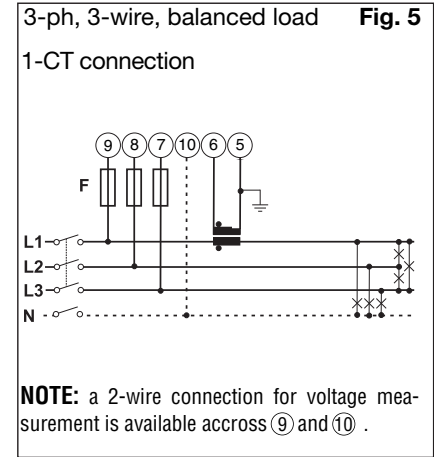 3-ph, 3-wire, balanced load Fig. 5
1-CT connection
9 8 7 10 6 5
F
L1
L2
L3
N
NOTE: a 2-wire connection for voltage mea-
surement is available accross 9 and 10 .